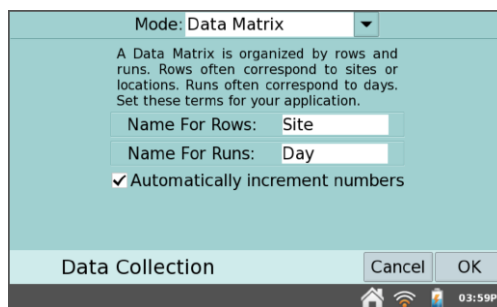 Mode: Data Matrix
A Data Matrix is organized by rows and
runs. Rows often correspond to sites or
locations. Runs often correspond to days.
Set these terms for your application.
Name For Rows: Site
Name For Runs: Day
Automatically increment numbers
Data Collection Cancel OK
03:59P